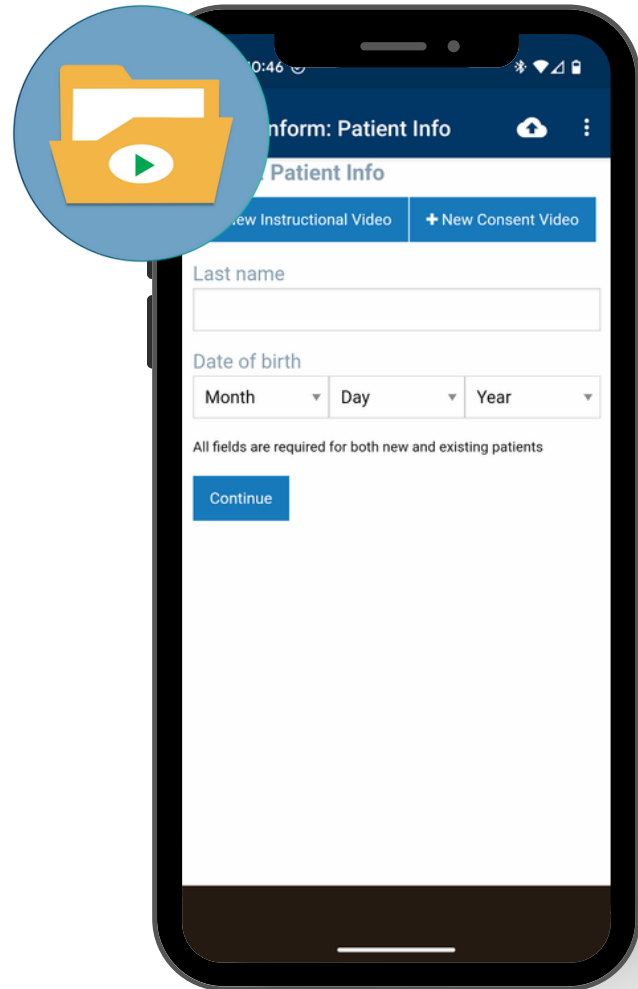 10:46
nform: Patient Info
Patient Info
ew Instructional Video + New Consent Video
Last name
Date of birth
Month Day Year
All fields are required for both new and existing patients
Continue